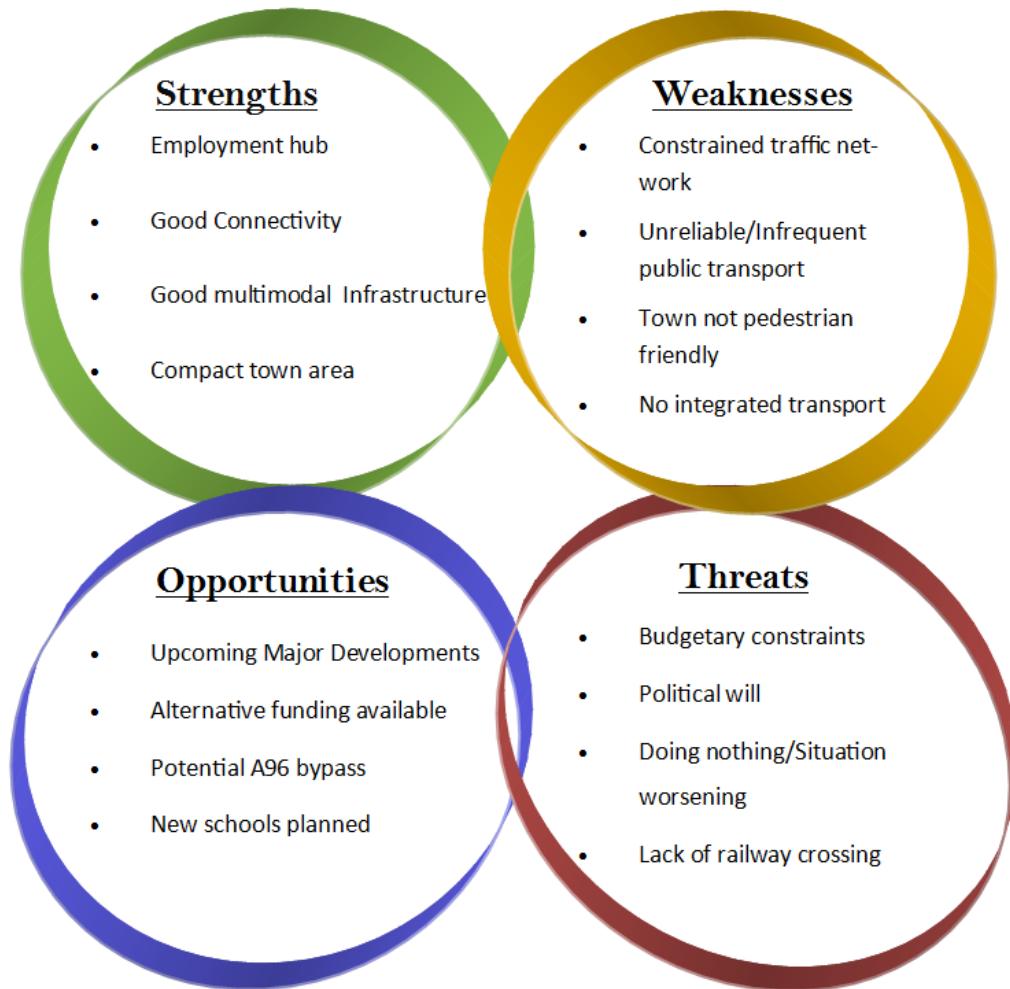 Strengths
• Employment hub
• Good Connectivity
• Good multimodal Infrastructure
• Compact town area
Weaknesses
• Constrained traffic net-
work
• Unreliable/Infrequent
public transport
• Town not pedestrian
friendly
• No integrated transport
Opportunities
• Upcoming Major Developments
• Alternative funding available
• Potential A96 bypass
• New schools planned
Threats
• Budgetary constraints
• Political will
• Doing nothing/Situation
worsening
• Lack of railway crossing